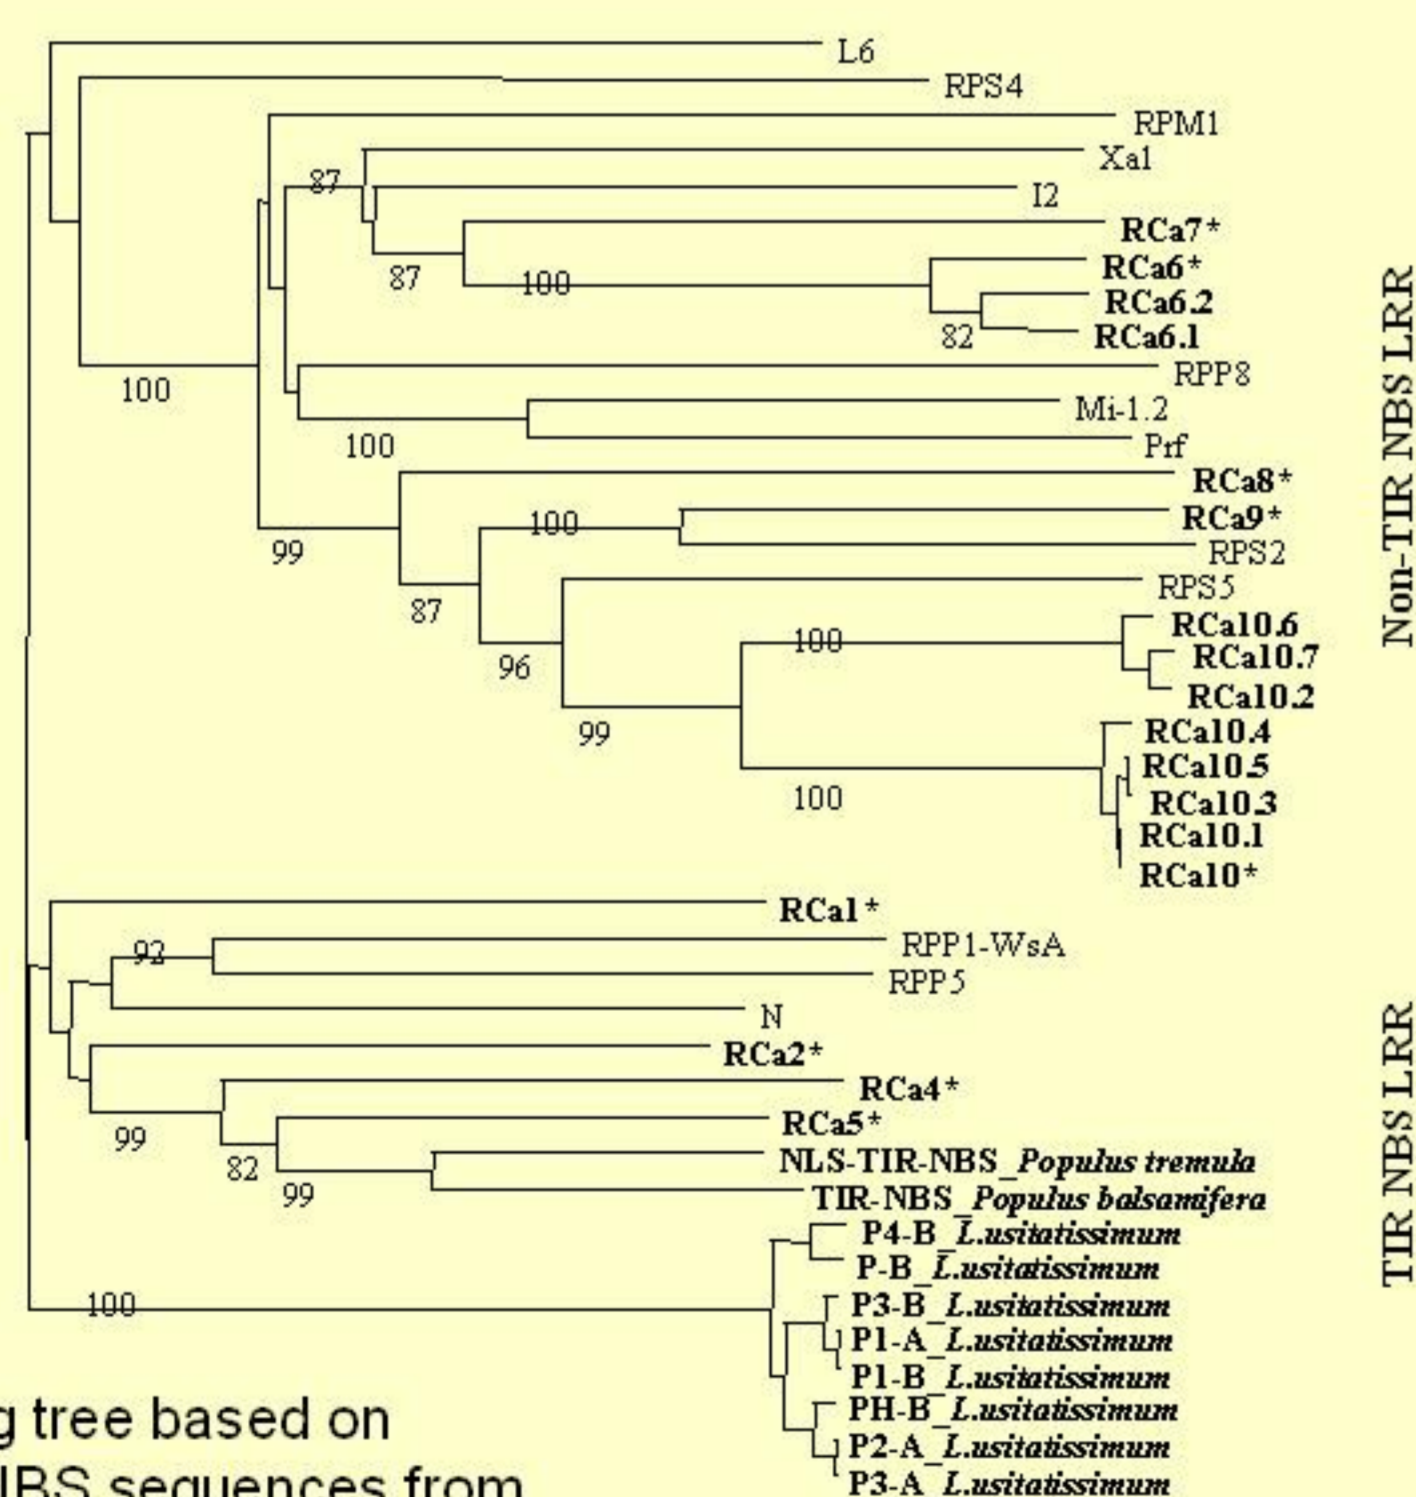 L6
RPS4
RPM1
Xa1
87
I2
RCa7*
87
100
RCa6*
RCa6.2
82
RCa6.1
RPP8
100
Mi-1.2
100
Prf
RCa8*
100
RCa9*
99
RPS2
RPS5
87
100
RCa10.6
RCa10.7
96
RCa10.2
99
RCa10.4
RCa10.5
100
RCa10.3
RCa10.1
RCa10*
Non-TIR NBS LRR
RCa1*
92
RPP1-WsA
RPP5
N
RCa2*
RCa4*
99
RCa5*
82
NLS-TIR-NBS_Populus tremula
99
TIR-NBS_Populus balsamifera
P4-B_L.usitatissimum
P-B_L.usitatissimum
100
P3-B_L.usitatissimum
P1-A_L.usitatissimum
P1-B_L.usitatissimum
PH-B_L.usitatissimum
P2-A_L.usitatissimum
P3-A_L.usitatissimum
TIR NBS LRR
g tree based on
NBS sequences from